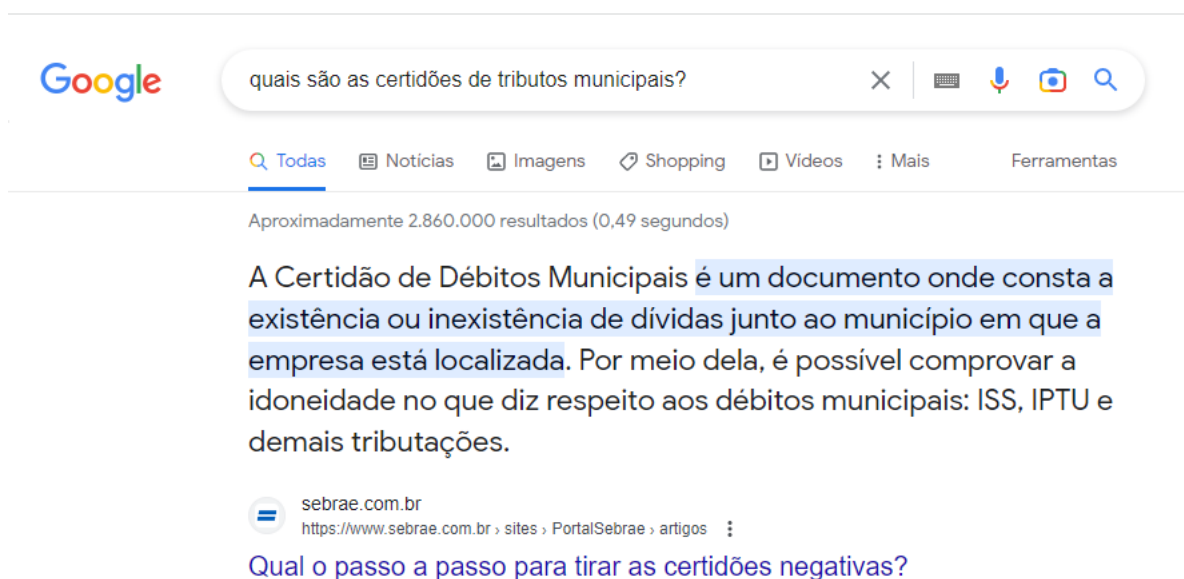 Google
quais são as certidões de tributos municipais?
Todas Notícias Imagens Shopping Vídeos Mais Ferramentas
Aproximadamente 2.860.000 resultados (0,49 segundos)
A Certidão de Débitos Municipais é um documento onde consta a
existência ou inexistência de dívidas junto ao município em que a
empresa está localizada. Por meio dela, é possível comprovar a
idoneidade no que diz respeito aos débitos municipais: ISS, IPTU e
demais tributações.
sebrae.com.br
https://www.sebrae.com.br › sites › PortalSebrae › artigos
Qual o passo a passo para tirar as certidões negativas?